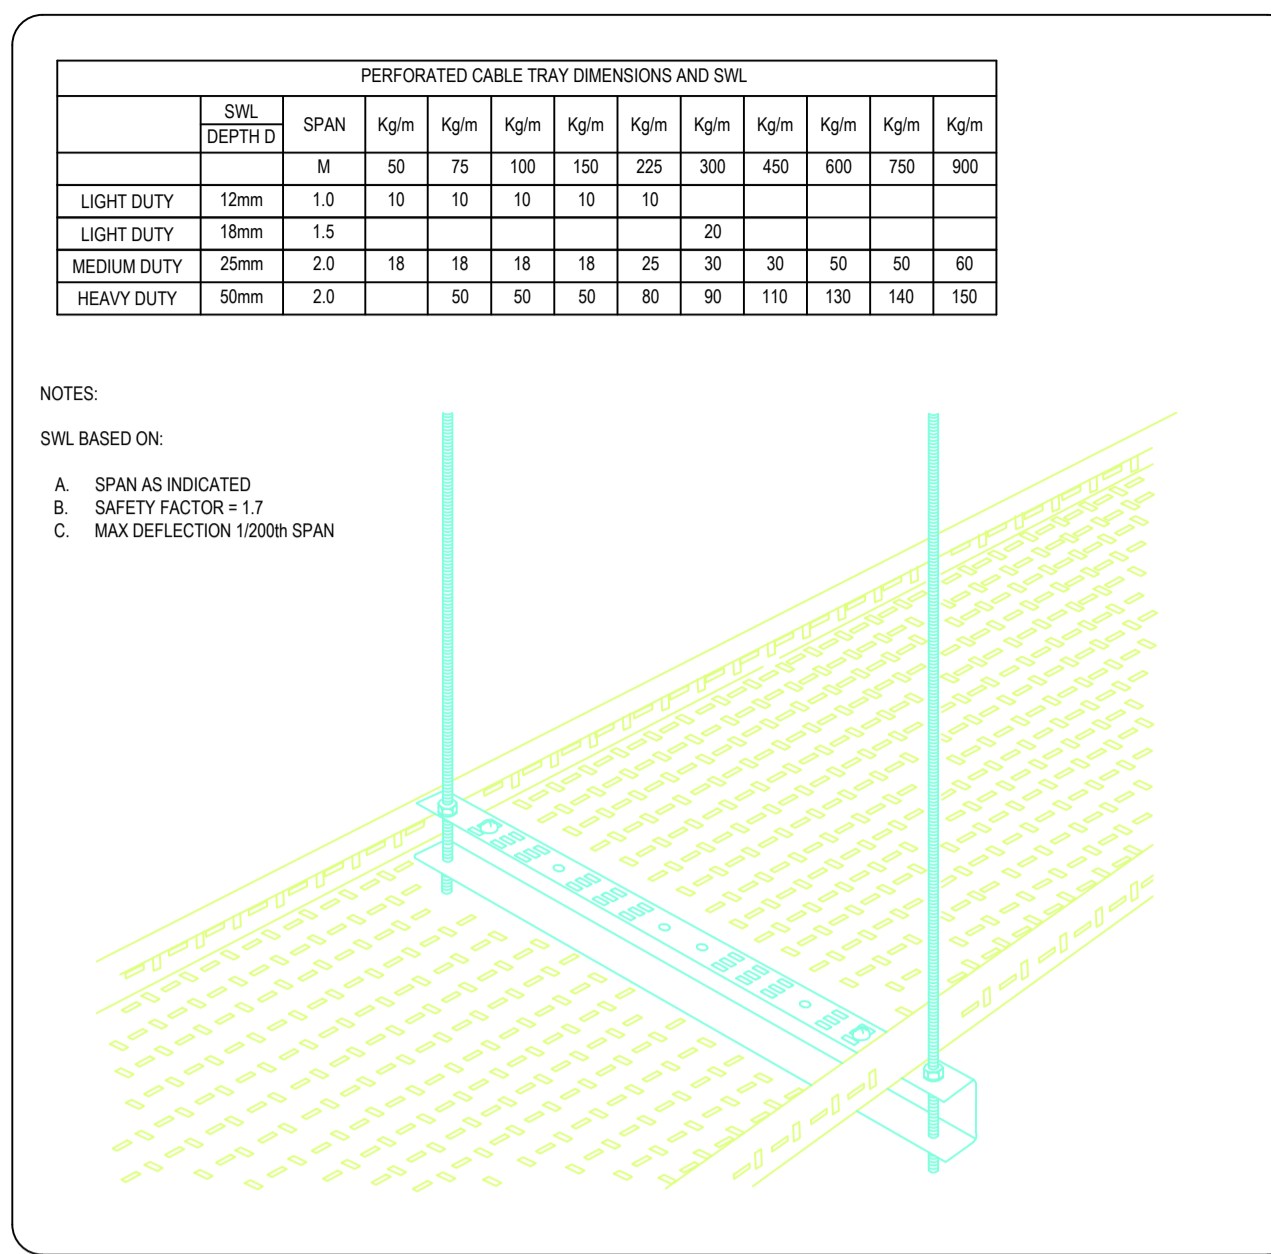 PERFORATED CABLE TRAY DIMENSIONS AND SWL
SWL DEPTH D SPAN Kg/m Kg/m Kg/m Kg/m Kg/m Kg/m Kg/m Kg/m Kg/m Kg/m
M 50 75 100 150 225 300 450 600 750 900
LIGHT DUTY 12mm 1.0 10 10 10 10 10
LIGHT DUTY 18mm 1.5 20
MEDIUM DUTY 25mm 2.0 18 18 18 18 25 30 30 50 50 60
HEAVY DUTY 50mm 2.0 50 50 50 80 90 110 130 140 150
NOTES:
SWL BASED ON:
A. SPAN AS INDICATED
B. SAFETY FACTOR = 1.7
C. MAX DEFLECTION 1/200th SPAN